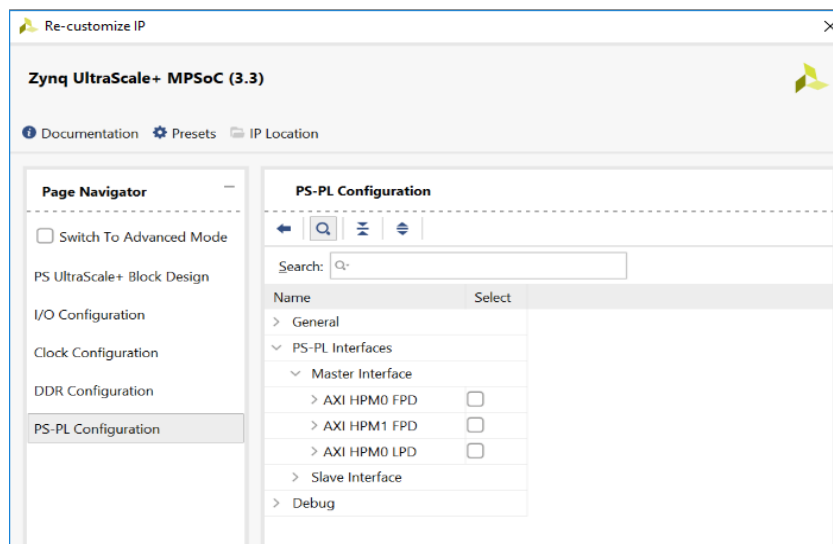 Re-customize IP
Zynq UltraScale+ MPSoC (3.3)
Documentation Presets IP Location
Page Navigator
Switch To Advanced Mode
PS UltraScale+ Block Design
I/O Configuration
Clock Configuration
DDR Configuration
PS-PL Configuration
PS-PL Configuration
Search:
Name Select
General
PS-PL Interfaces
Master Interface
AXI HPM0 FPD
AXI HPM1 FPD
AXI HPM0 LPD
Slave Interface
Debug